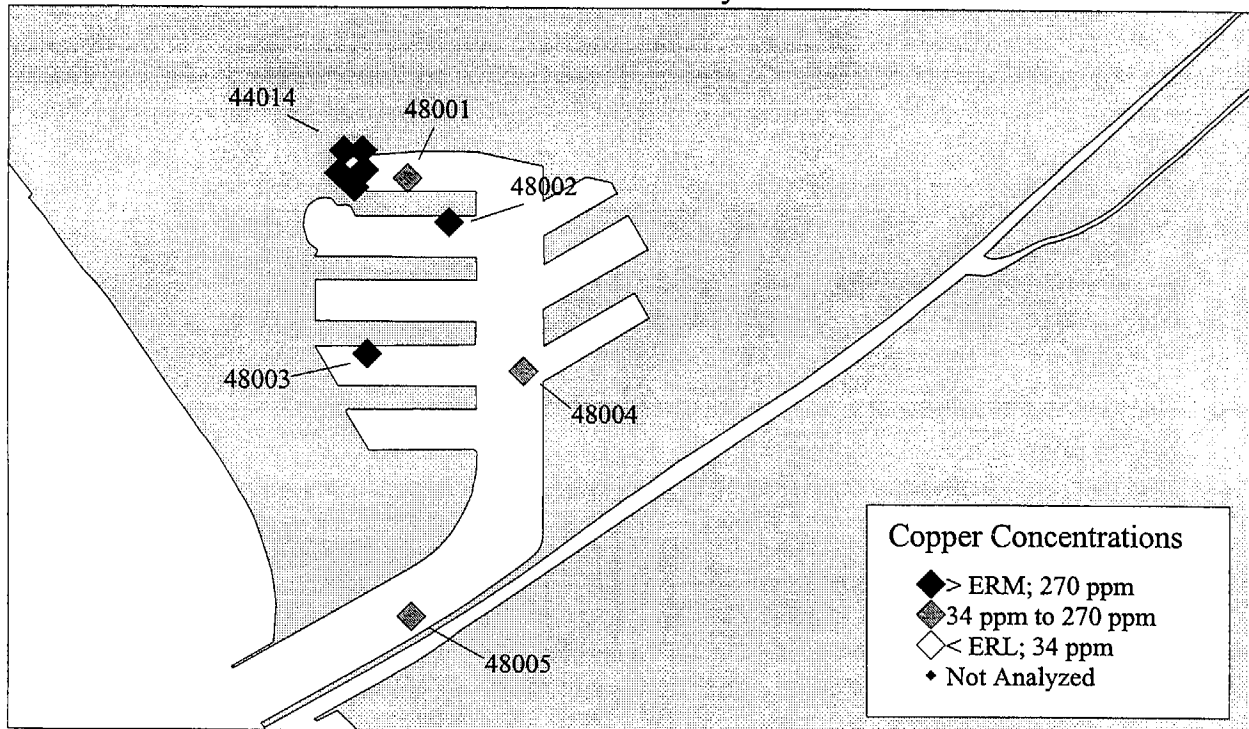 44014
48001
48002
48003
48004
48005
Copper Concentrations
> ERM; 270 ppm
34 ppm to 270 ppm
< ERL; 34 ppm
Not Analyzed